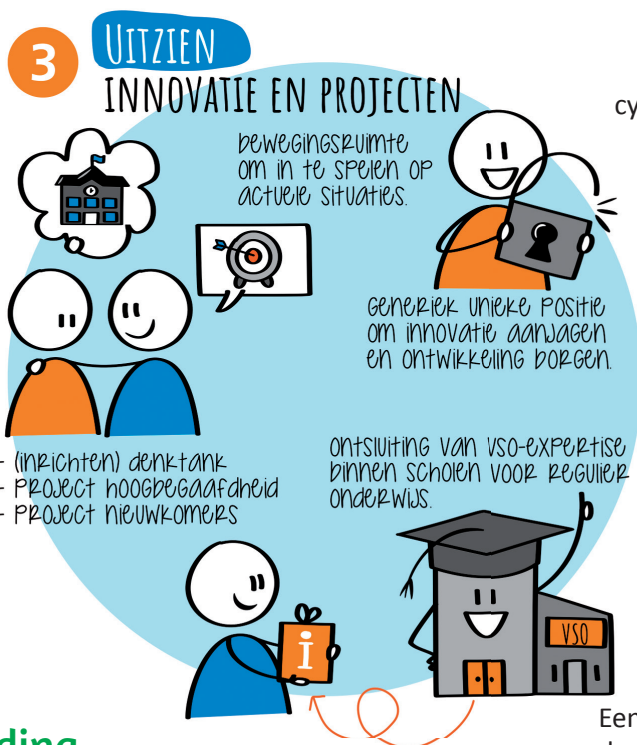 3
Uitzien
innovatie en projecten
cy
bewegingsruimte
om in te spelen op
actuele situaties.
generiek unieke positie
om innovatie aanjagen
en ontwikkeling borgen.
- (inrichten) denktank
- project hoogbegaafdheid
- project nieuwkomers
ontsluiting van vso-expertise
binnen scholen voor regulier
onderwijs.
VSO
i
Een
ding